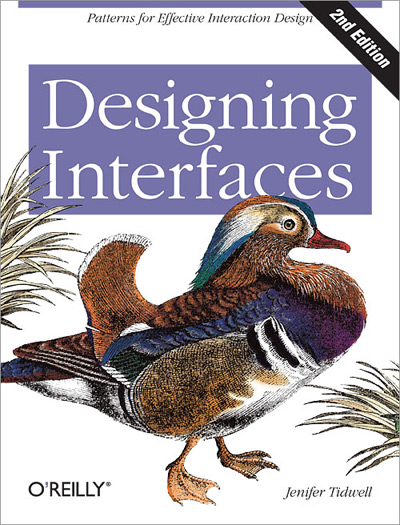 Patterns for Effective Interaction Design
2nd Edition
Designing
Interfaces
O'REILLY®
Jenifer Tidwell